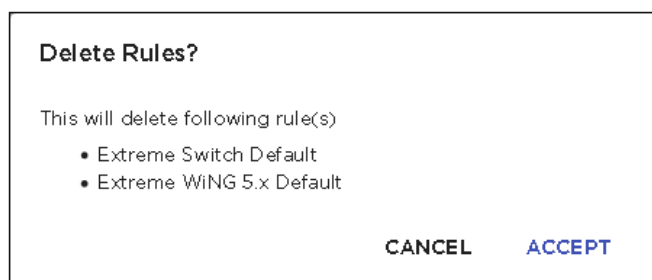 Delete Rules?
This will delete following rule(s)
• Extreme Switch Default
• Extreme WiNG 5.x Default
CANCEL ACCEPT